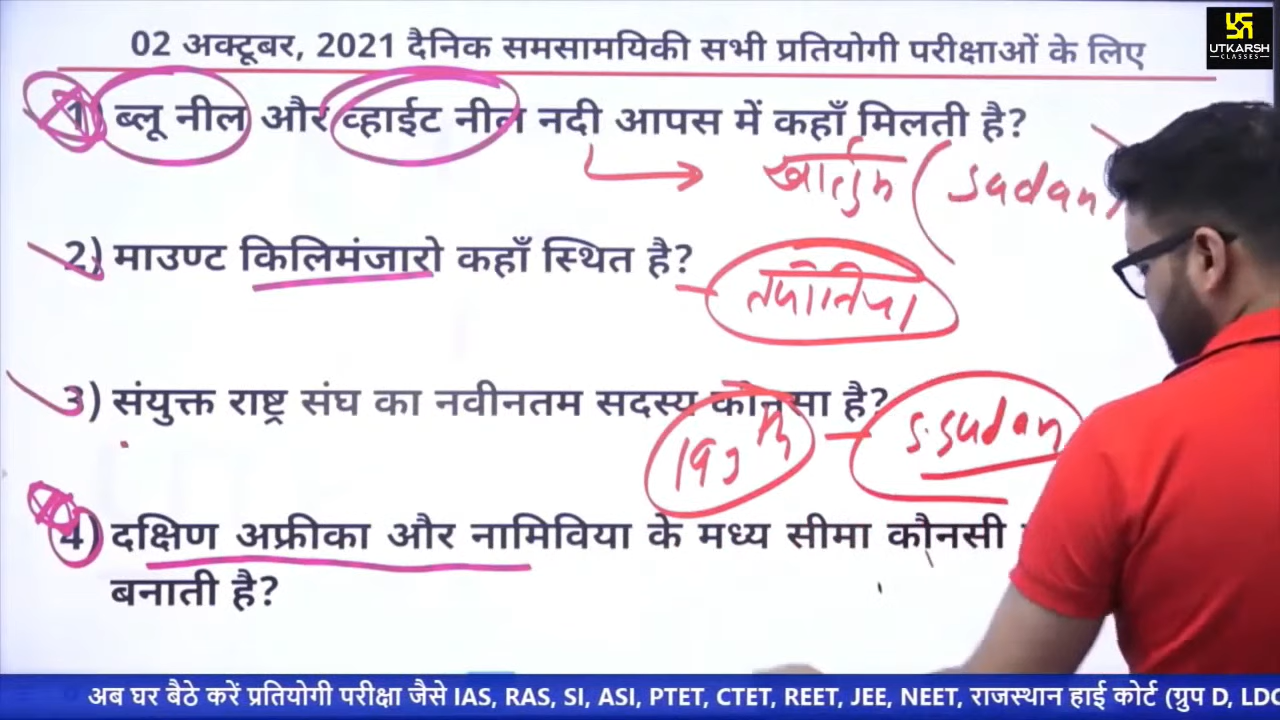 02 अक्टूबर, 2021 दैनिक समसामयिकी सभी प्रतियोगी परीक्षाओं के लिए
UTKARSH
CLASSES
1) ब्लू नील और व्हाईट नील नदी आपस में कहाँ मिलती है?
खार्तुम (Sudan)
2) माउण्ट किलिमंजारो कहाँ स्थित है?
3) संयुक्त राष्ट्र संघ का नवीनतम सदस्य कौनसा है?
193 S.Sudan
4) दक्षिण अफ्रीका और नामिविया के मध्य सीमा कौनसी
बनाती है?
अब घर बैठे करें प्रतियोगी परीक्षा जैसे IAS, RAS, SI, ASI, PTET, CTET, REET, JEE, NEET, राजस्थान हाई कोर्ट (ग्रुप D, LDC